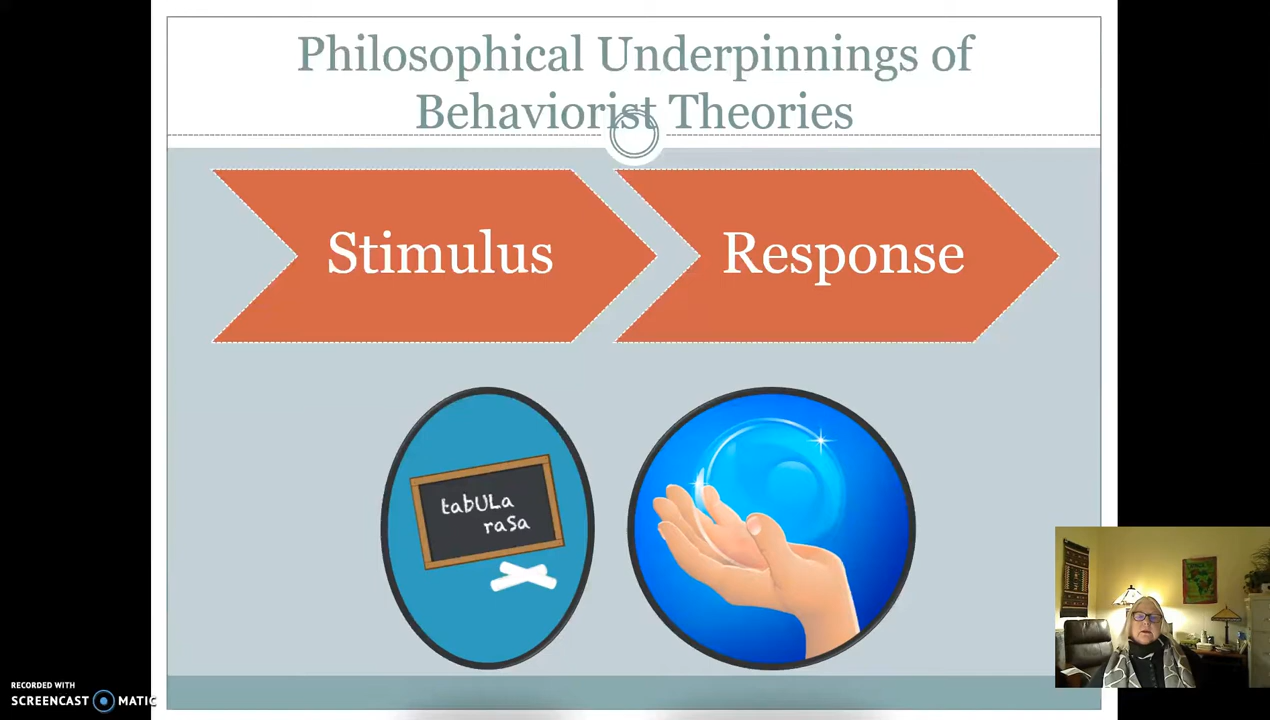 Philosophical Underpinnings of
Behaviorist Theories
Stimulus
Response
tabULa
raSa
RECORDED WITH
SCREENCAST MATIC